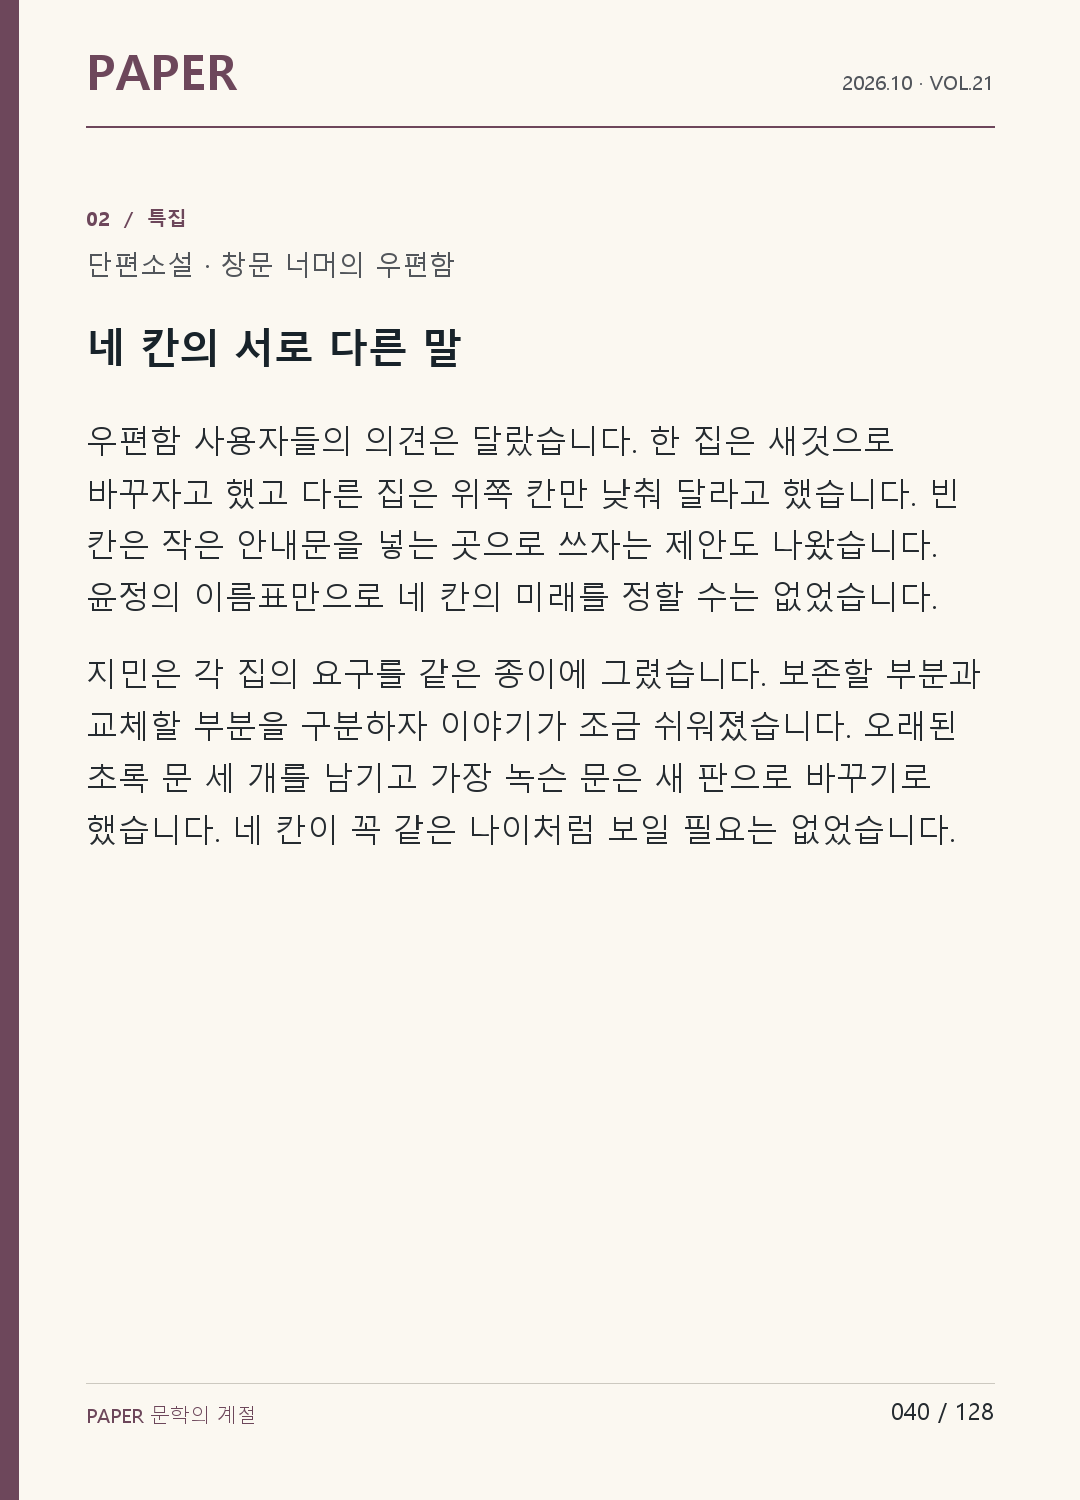 PAPER
2026.10 · VOL.21
02 / 특집
단편소설 · 창문 너머의 우편함
네 칸의 서로 다른 말
우편함 사용자들의 의견은 달랐습니다. 한 집은 새것으로
바꾸자고 했고 다른 집은 위쪽 칸만 낮춰 달라고 했습니다. 빈
칸은 작은 안내문을 넣는 곳으로 쓰자는 제안도 나왔습니다.
윤정의 이름표만으로 네 칸의 미래를 정할 수는 없었습니다.
지민은 각 집의 요구를 같은 종이에 그렸습니다. 보존할 부분과
교체할 부분을 구분하자 이야기가 조금 쉬워졌습니다. 오래된
초록 문 세 개를 남기고 가장 녹슨 문은 새 판으로 바꾸기로
했습니다. 네 칸이 꼭 같은 나이처럼 보일 필요는 없었습니다.
PAPER 문학의 계절
040 / 128